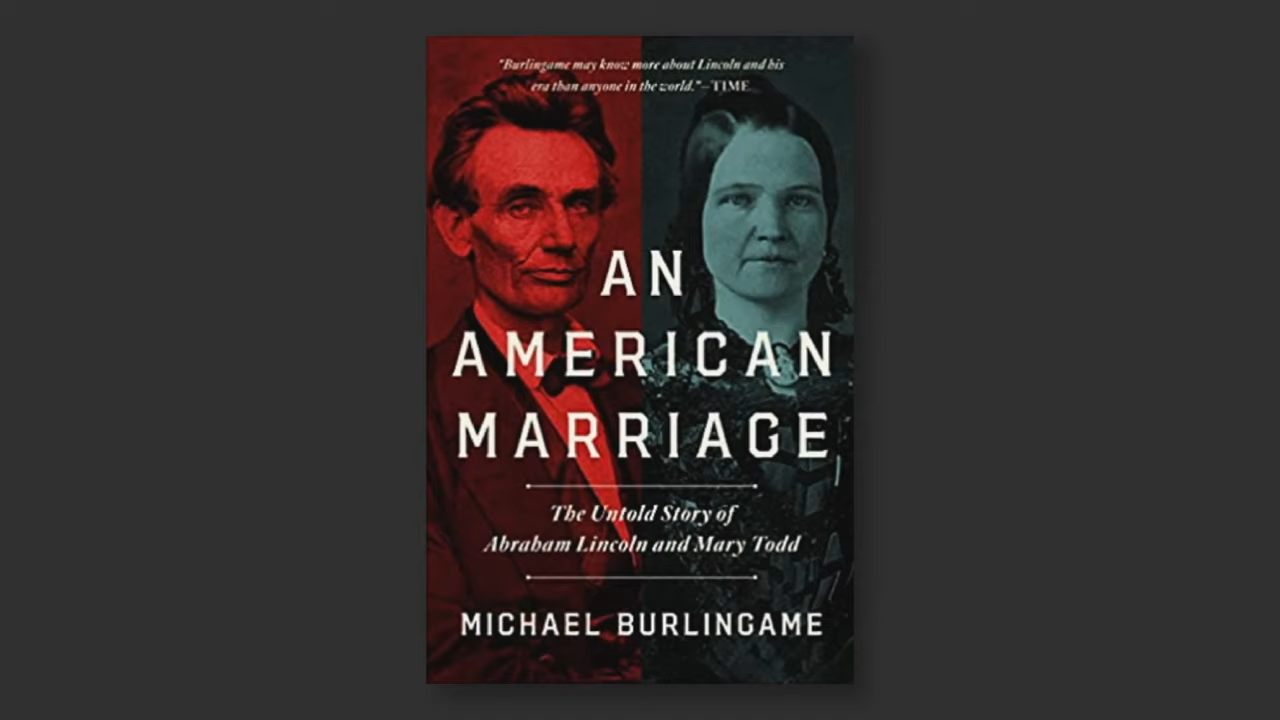 "Burlingame may know more about Lincoln and his
era than anyone in the world."—TIME
AN
AMERICAN
MARRIAGE
The Untold Story of
Abraham Lincoln and Mary Todd
MICHAEL BURLINGAME